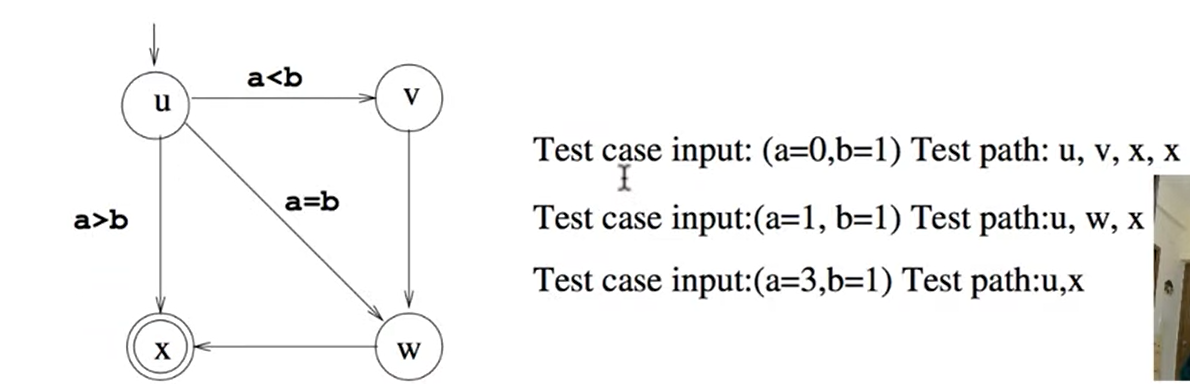 a<b
u
v
Test case input: (a=0,b=1) Test path: u, v, x, x
a=b
a>b
Test case input:(a=1, b=1) Test path:u, w, x
Test case input:(a=3,b=1) Test path:u,x
x
w